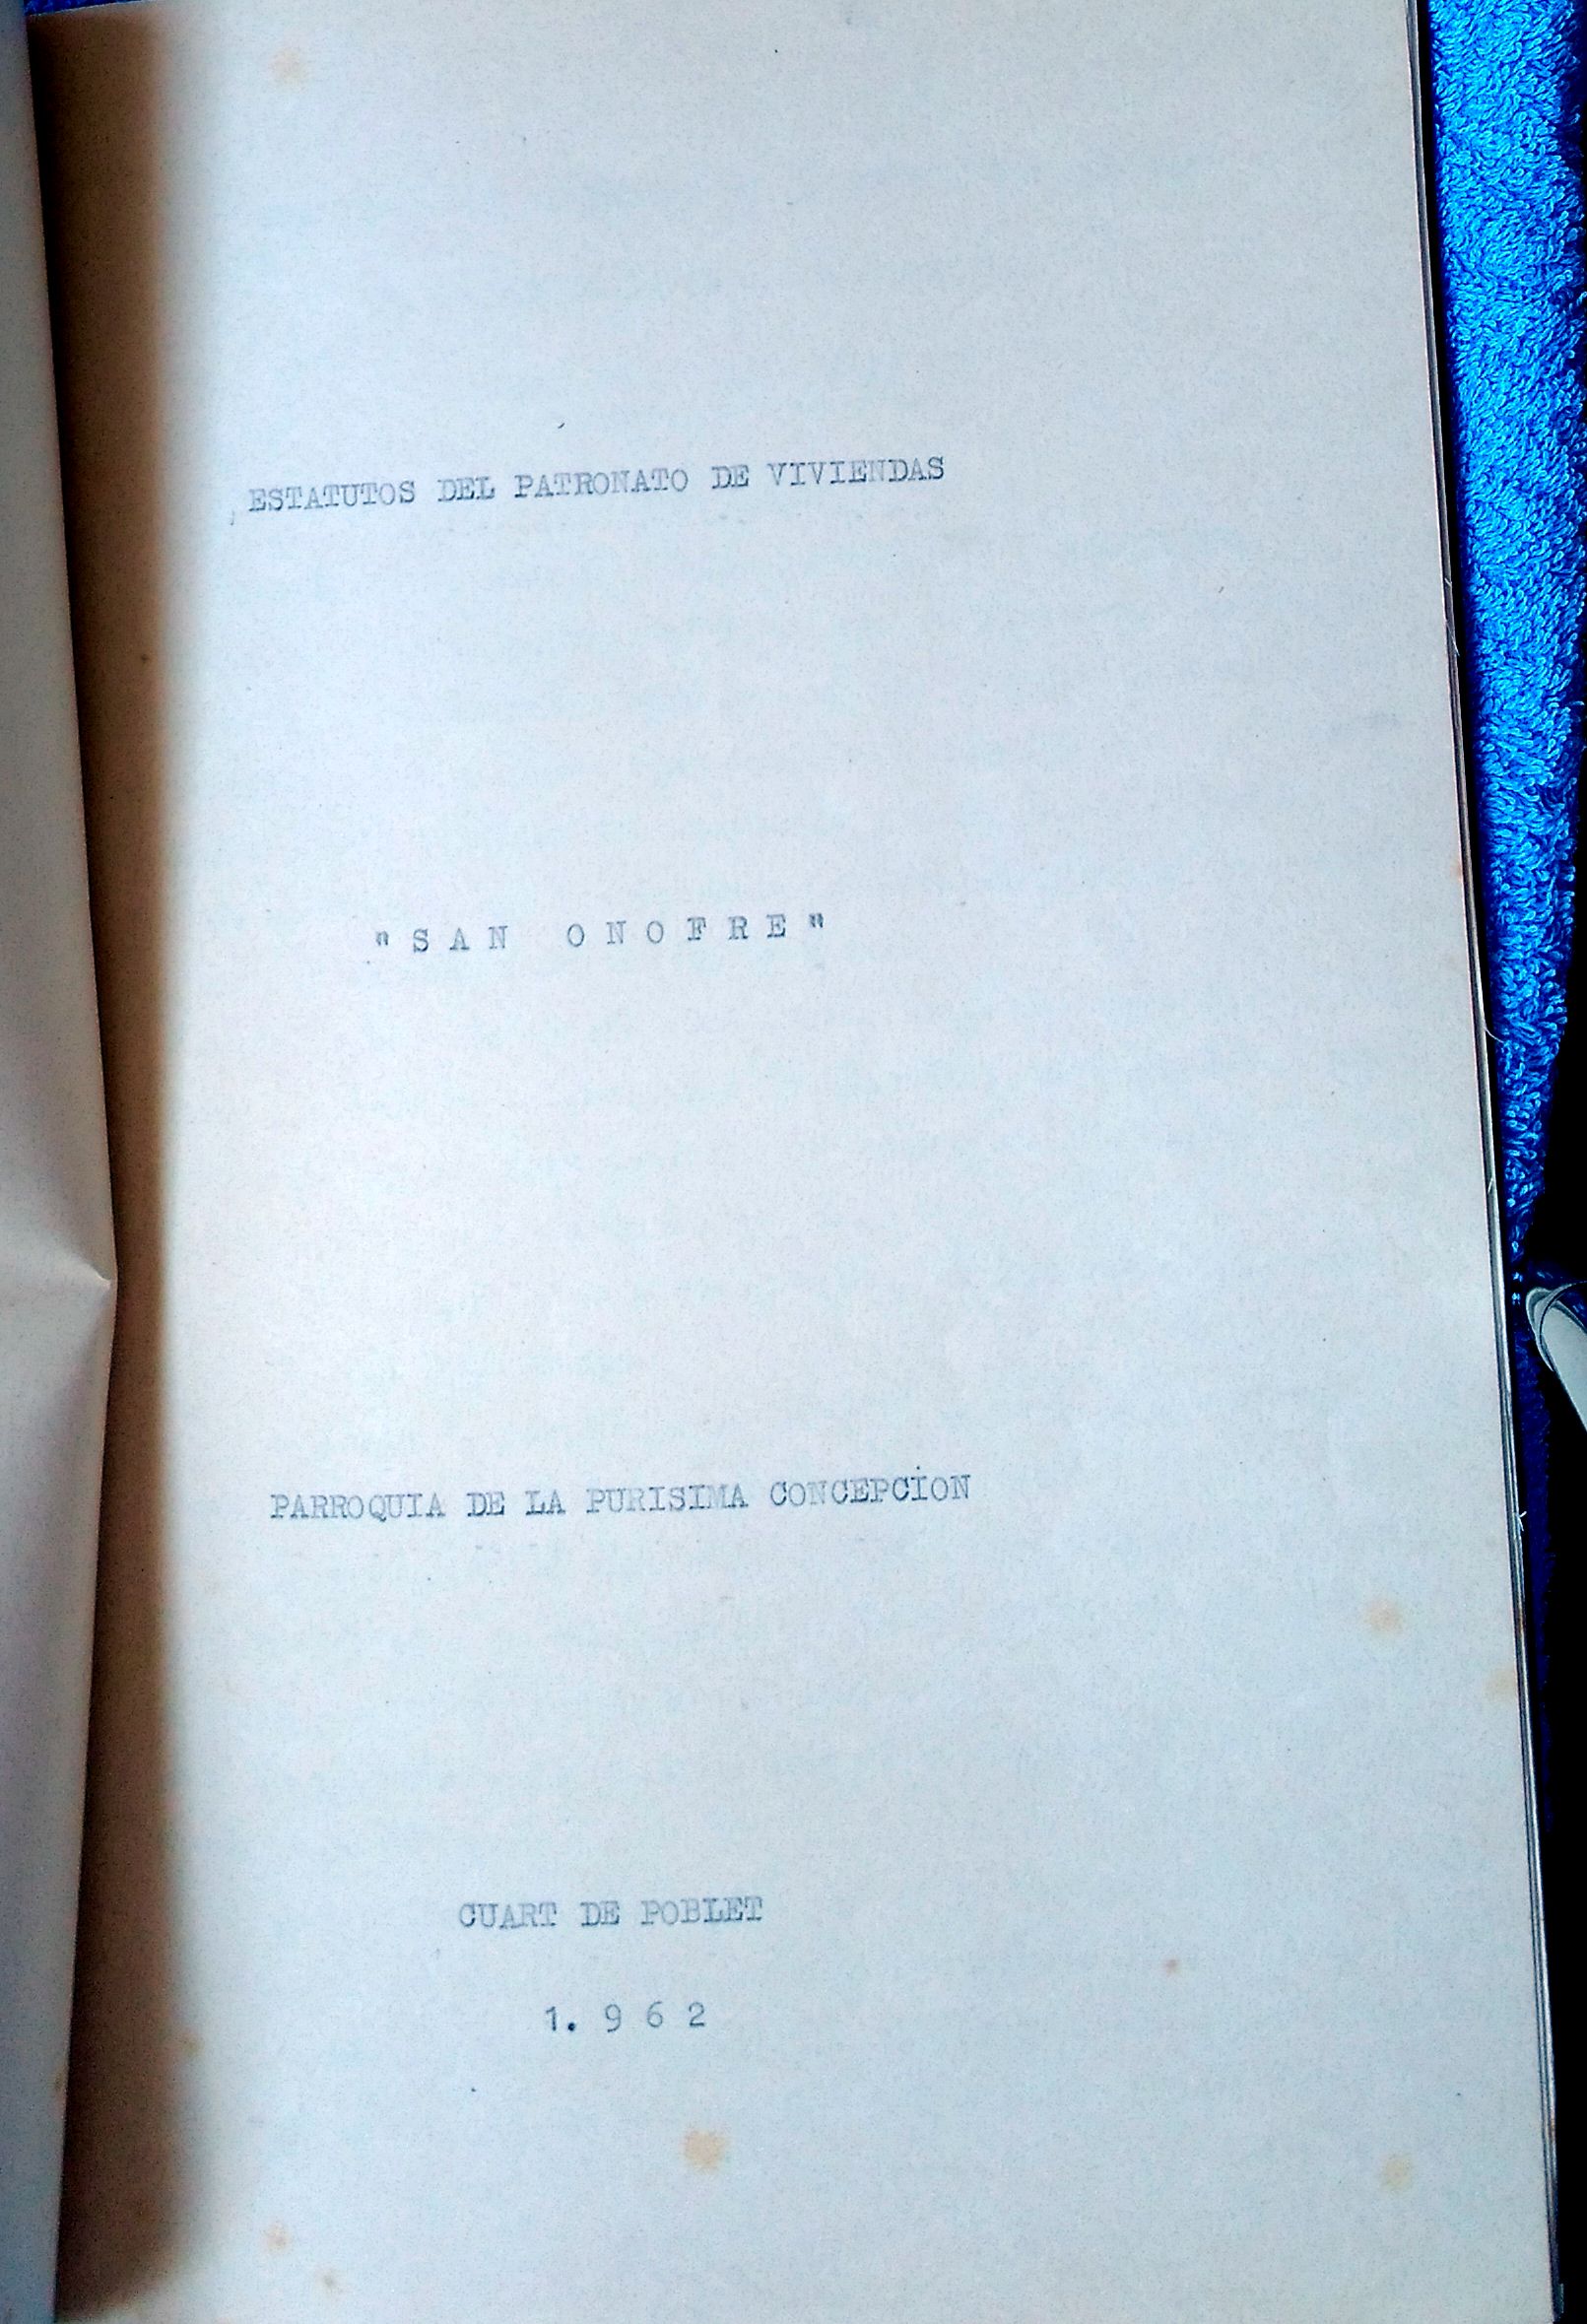 ESTATUTOS DEL PATRONATO DE VIVIENDAS
"S A N O N O F R E"
PARROQUIA DE LA PURISIMA CONCEPCION
CUART DE POBLET
1. 9 6 2